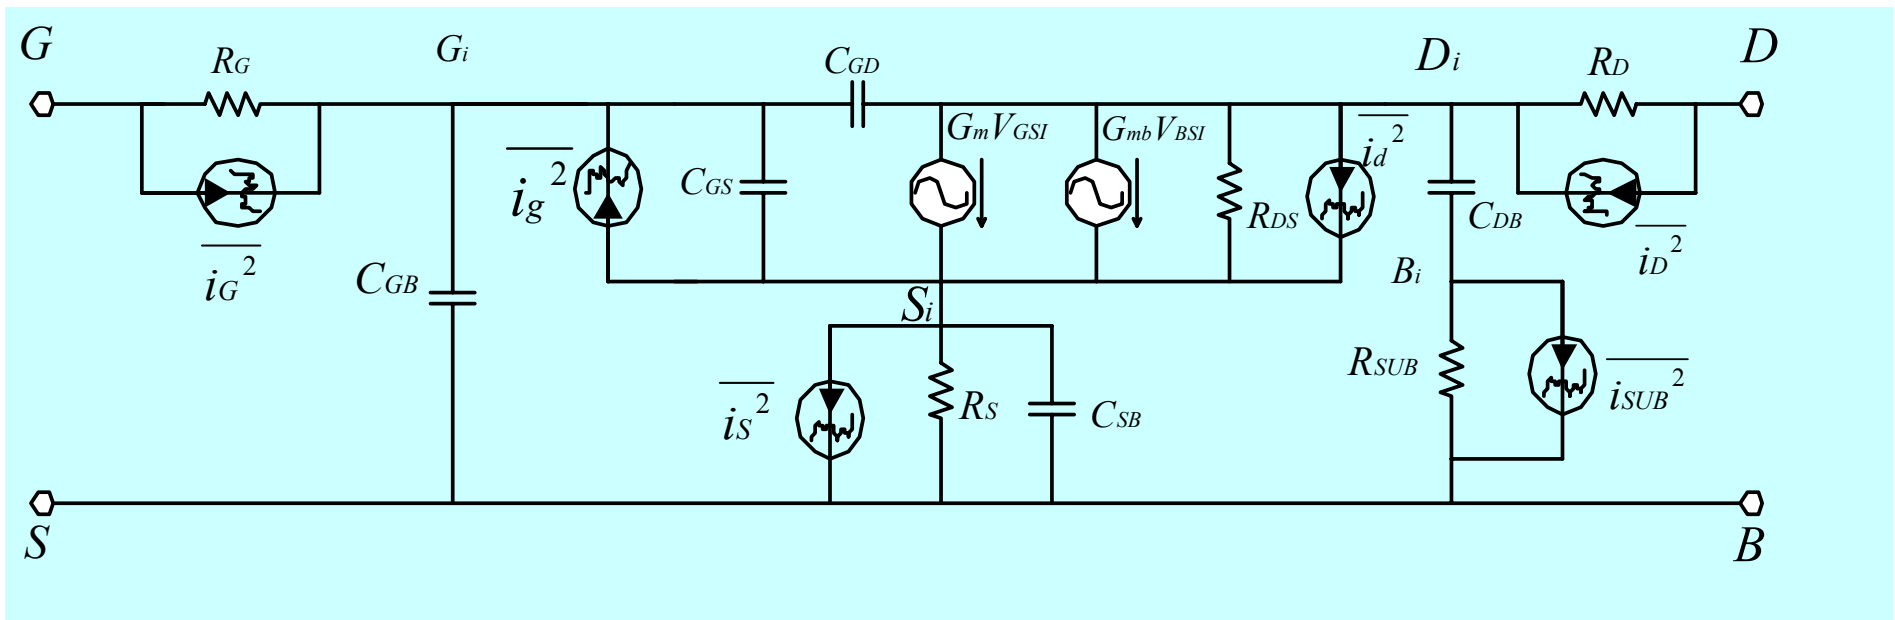 G
RG
Gi
CGD
Di
RD
D
GmVGSI
GmbVBSI
id²
ig²
CGS
RDS
CDB
iG²
CGB
Si
Bi
iD²
iS²
RS
CSB
RSUB
iSUB²
S
B